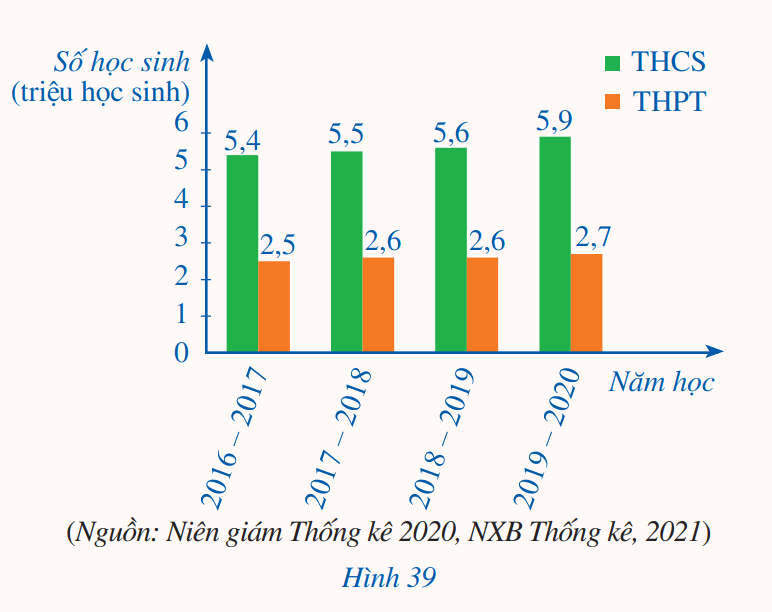 Số học sinh
(triệu học sinh)
THCS
THPT
6
5
4
3
2
1
0
5,4
2,5
5,5
2,6
5,6
2,6
5,9
2,7
2016 – 2017
2017 – 2018
2018 – 2019
2019 – 2020
Năm học
(Nguồn: Niên giám Thống kê 2020, NXB Thống kê, 2021)
Hình 39